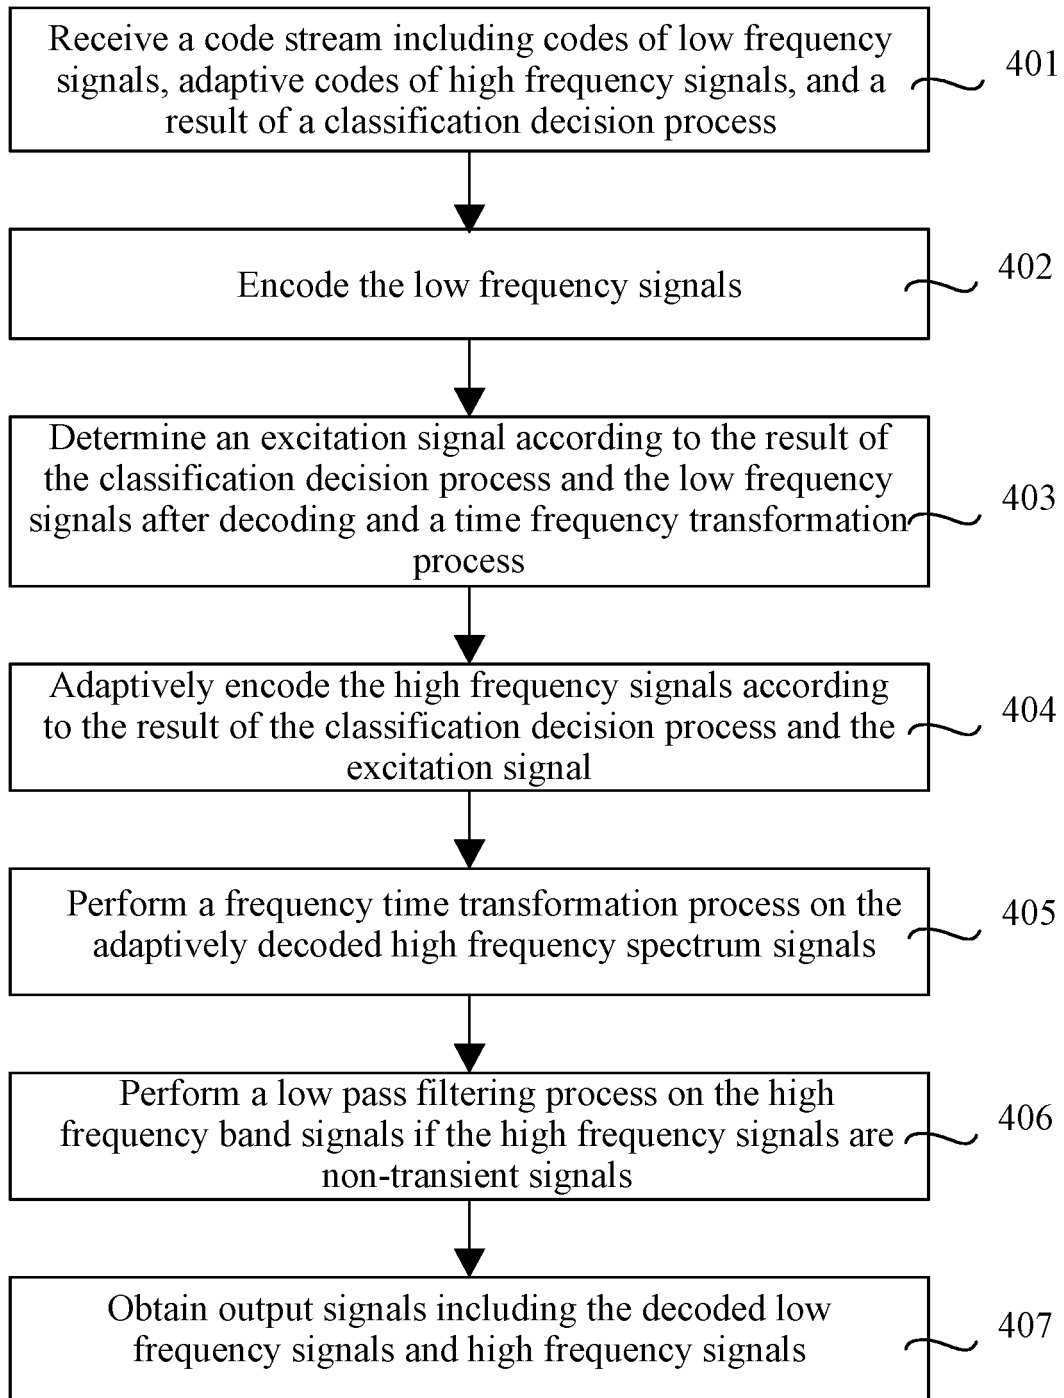 Receive a code stream including codes of low frequency
signals, adaptive codes of high frequency signals, and a
result of a classification decision process
401
Encode the low frequency signals
402
Determine an excitation signal according to the result of
the classification decision process and the low frequency
signals after decoding and a time frequency transformation
process
403
Adaptively encode the high frequency signals according
to the result of the classification decision process and the
excitation signal
404
Perform a frequency time transformation process on the
adaptively decoded high frequency spectrum signals
405
Perform a low pass filtering process on the high
frequency band signals if the high frequency signals are
non-transient signals
406
Obtain output signals including the decoded low
frequency signals and high frequency signals
407